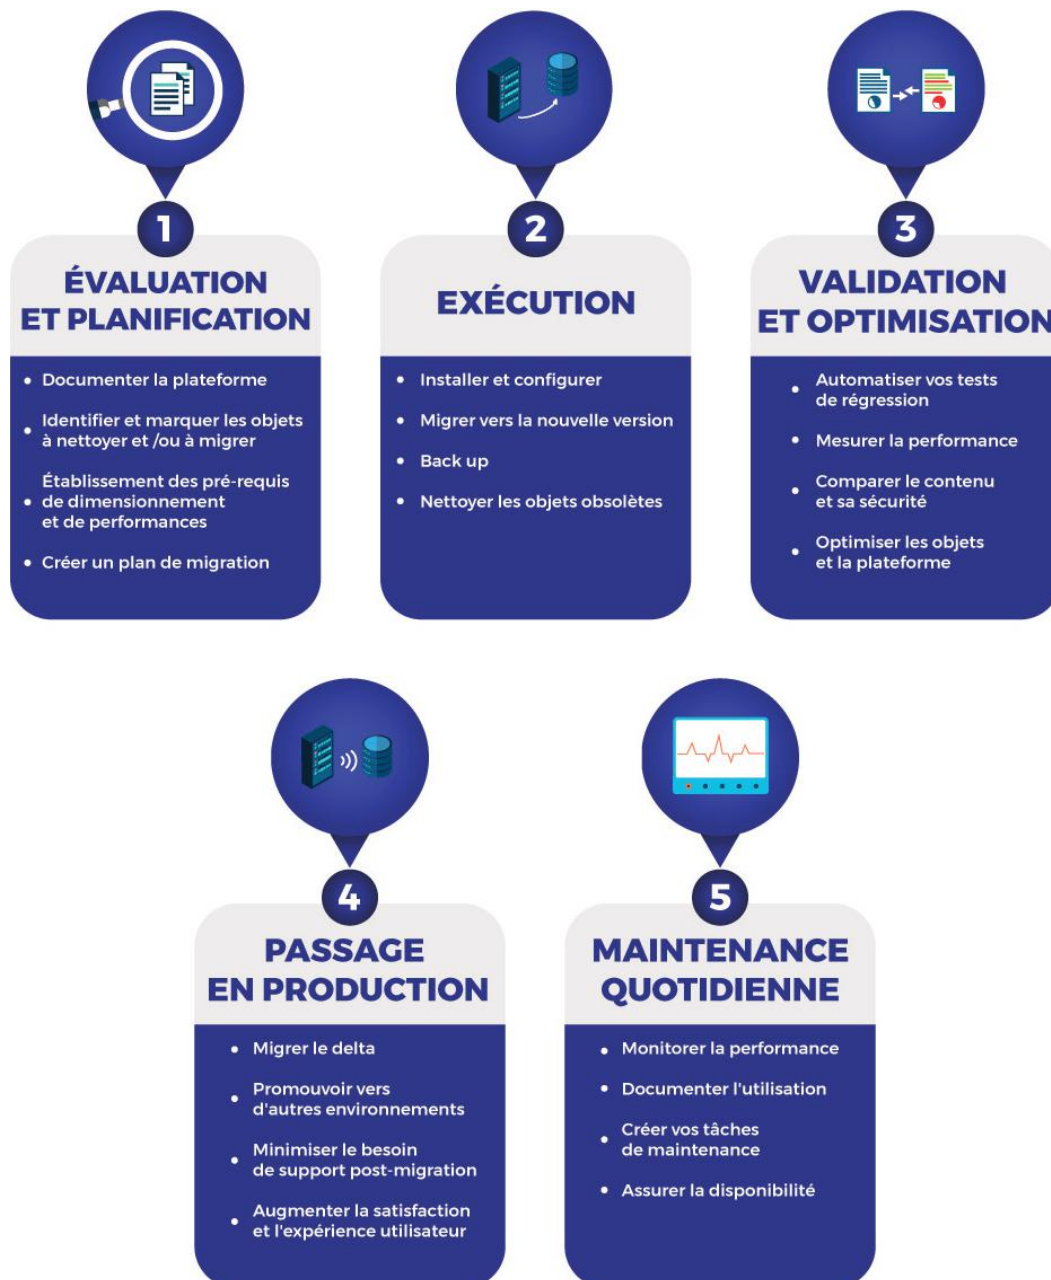 1
ÉVALUATION
ET PLANIFICATION
• Documenter la plateforme
• Identifier et marquer les objets
à nettoyer et /ou à migrer
• Établissement des pré-requis
de dimensionnement
et de performances
• Créer un plan de migration
2
EXÉCUTION
• Installer et configurer
• Migrer vers la nouvelle version
• Back up
• Nettoyer les objets obsolètes
3
VALIDATION
ET OPTIMISATION
• Automatiser vos tests
de régression
• Mesurer la performance
• Comparer le contenu
et sa sécurité
• Optimiser les objets
et la plateforme
4
PASSAGE
EN PRODUCTION
• Migrer le delta
• Promouvoir vers
d'autres environnements
• Minimiser le besoin
de support post-migration
• Augmenter la satisfaction
et l'expérience utilisateur
5
MAINTENANCE
QUOTIDIENNE
• Monitorer la performance
• Documenter l'utilisation
• Créer vos tâches
de maintenance
• Assurer la disponibilité